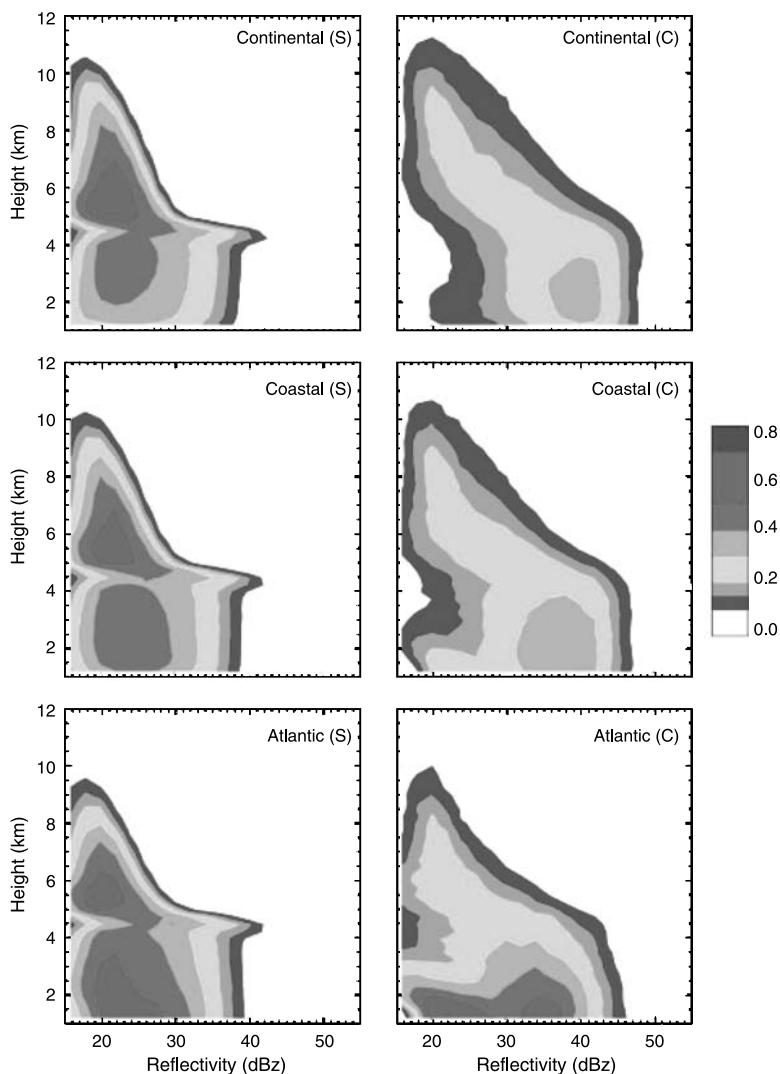 12
Continental (S)
Continental (C)
10
8
Height (km)
6
4
2
12
Coastal (S)
Coastal (C)
10
8
Height (km)
6
4
2
0.8
0.6
0.4
0.2
0.0
12
Atlantic (S)
Atlantic (C)
10
8
Height (km)
6
4
2
20 30 40 50
20 30 40 50
Reflectivity (dBz)
Reflectivity (dBz)